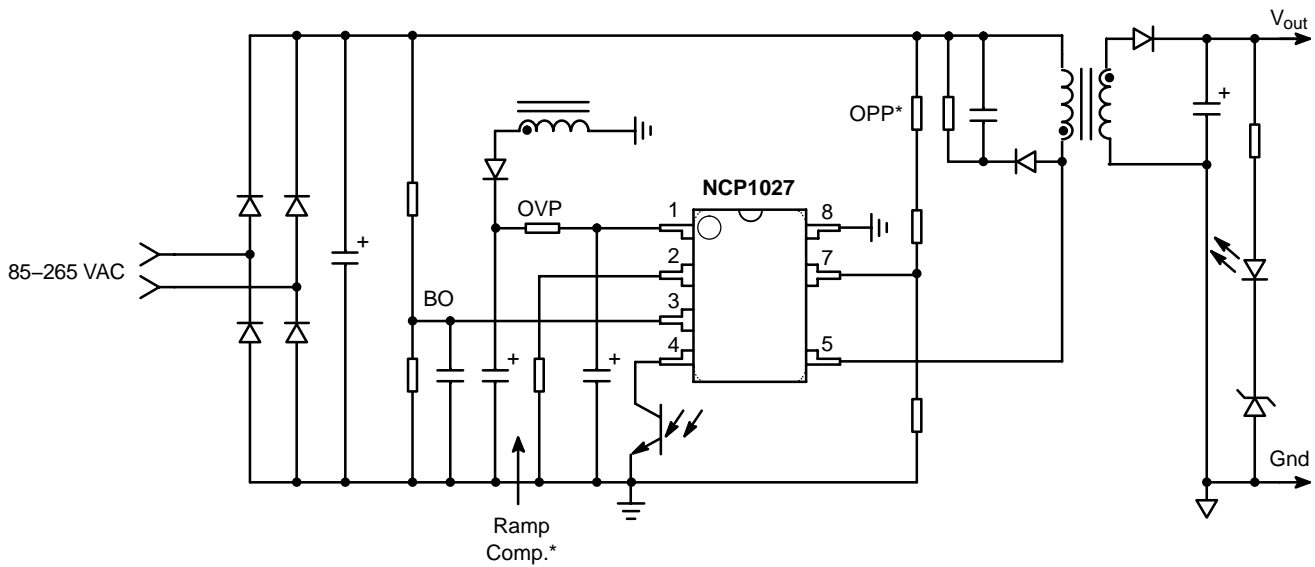 V_out
OPP*
NCP1027
OVP
1
8
2
7
85–265 VAC
BO
3
4
5
+
+
+
+
Gnd
Ramp
Comp.*